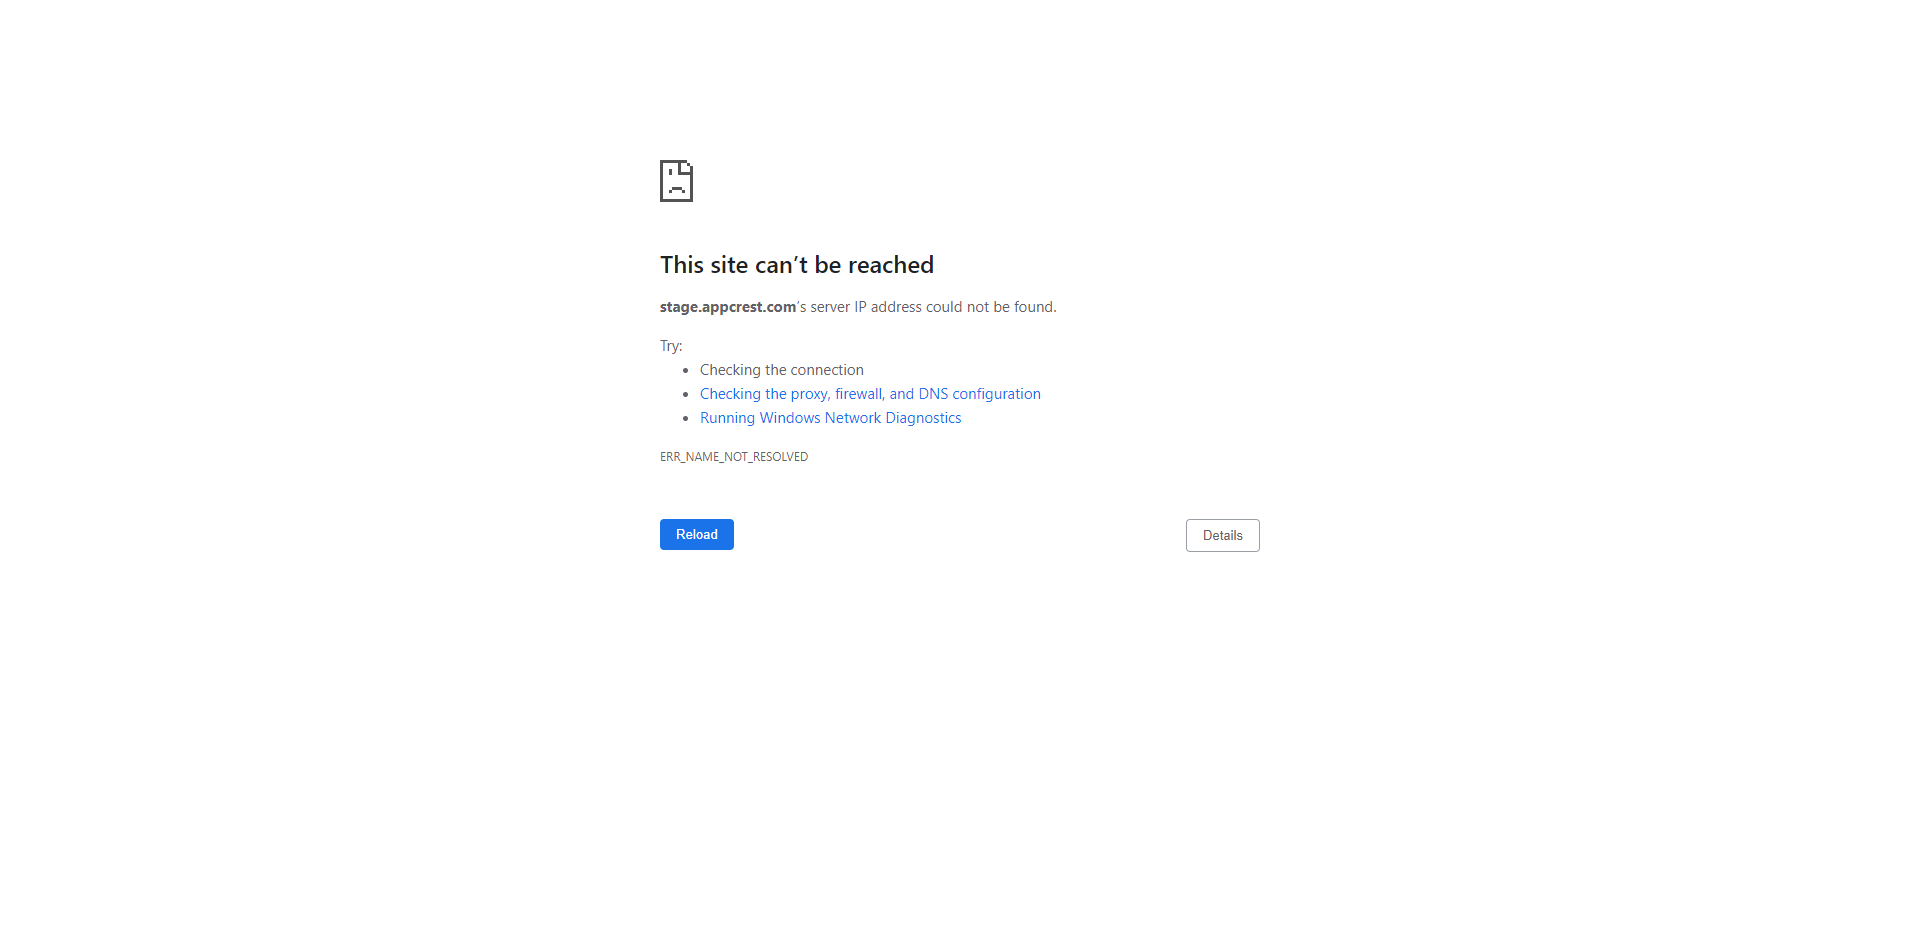 This site can’t be reached
stage.appcrest.com’s server IP address could not be found.
Try:
Checking the connection
Checking the proxy, firewall, and DNS configuration
Running Windows Network Diagnostics
ERR_NAME_NOT_RESOLVED
Reload
Details